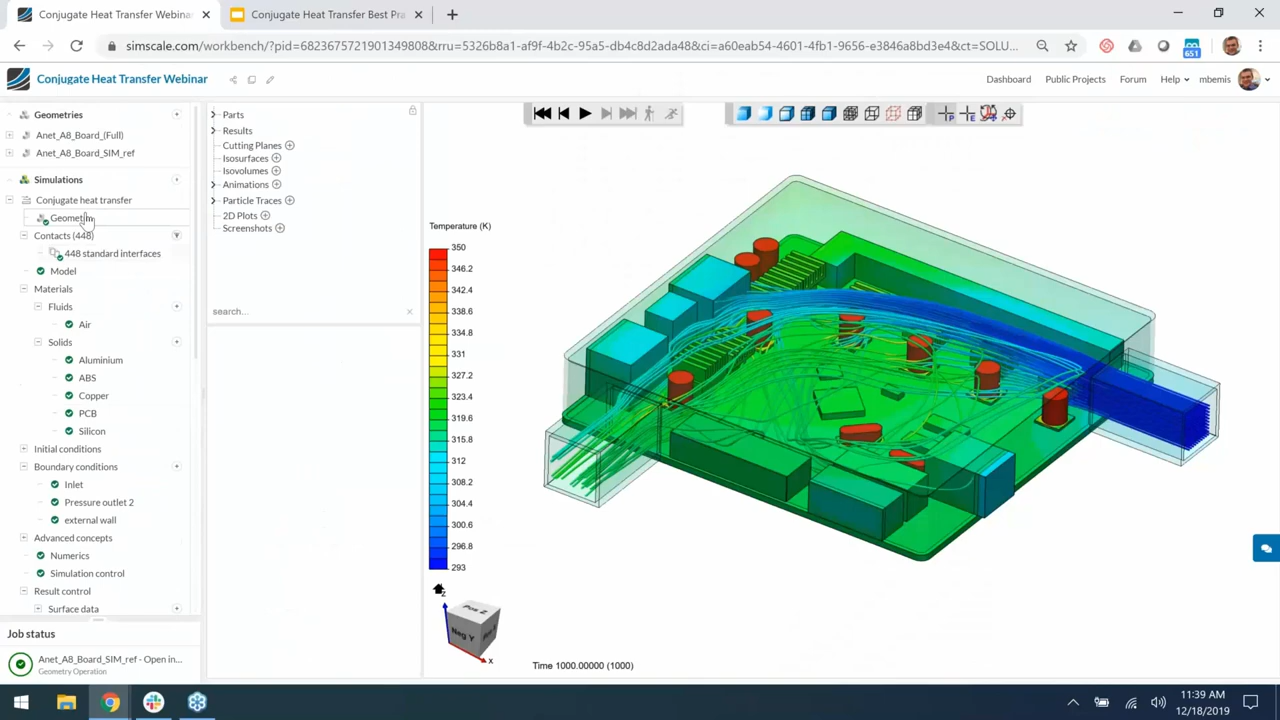 Conjugate Heat Transfer Webinar
Conjugate Heat Transfer Best Pra
simscale.com/workbench/?pid=682367572190134980&rru=5326b8a1-af9f-4b2c-95a5-db4c8d2ada48&ci=a60eab54-4601-4fb1-9656-e3846a8bd3e4&ct=SOLU...
651
Conjugate Heat Transfer Webinar
Dashboard
Public Projects
Forum
Help
mbemis
Geometries
Anet_A8_Board_(Full)
Anet_A8_Board_SIM_ref
Simulations
Conjugate heat transfer
Contacts (448)
448 standard interfaces
Model
Materials
Fluids
Air
Solids
Aluminium
ABS
Copper
PCB
Silicon
Initial conditions
Boundary conditions
Inlet
Pressure outlet 2
external wall
Advanced concepts
Numerics
Simulation control
Result control
Surface data
Job status
Anet_A8_Board_SIM_ref - Open in...
Geometry Operation
Parts
Results
Cutting Planes
Isosurfaces
Isovolumes
Animations
Particle Traces
2D Plots
Screenshots
search...
Temperature (K)
350
346.2
342.4
338.6
334.8
331
327.2
323.4
319.6
315.8
312
308.2
304.4
300.6
296.8
293
z
Pos Z
Neg Y
x
Time 1000.00000 (1000)
11:39 AM
12/18/2019